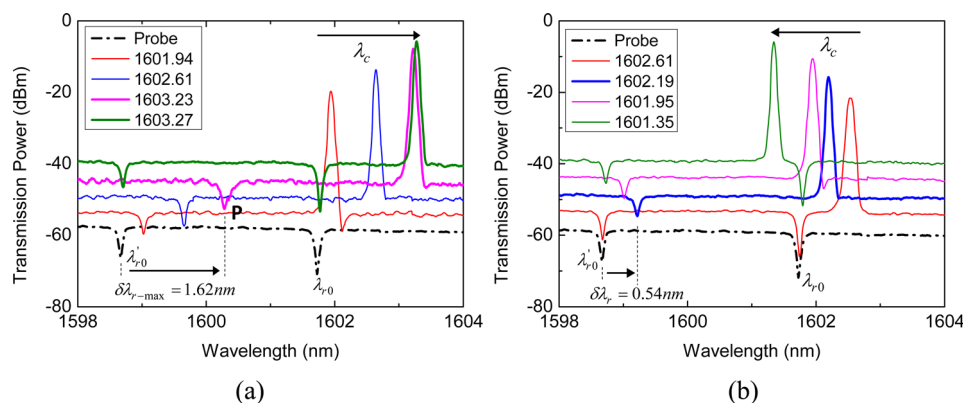 (a)
0
-20
-40
-60
-80
Transmission Power (dBm)
Probe
1601.94
1602.61
1603.23
1603.27
λc
P
λ'r0
λr0
δλr−max = 1.62nm
1598
1600
1602
1604
Wavelength (nm)
(a)
(b)
0
-20
-40
-60
-80
Transmission Power (dBm)
Probe
1602.61
1602.19
1601.95
1601.35
λc
λ'r0
λr0
δλr = 0.54nm
1598
1600
1602
1604
Wavelength (nm)
(b)